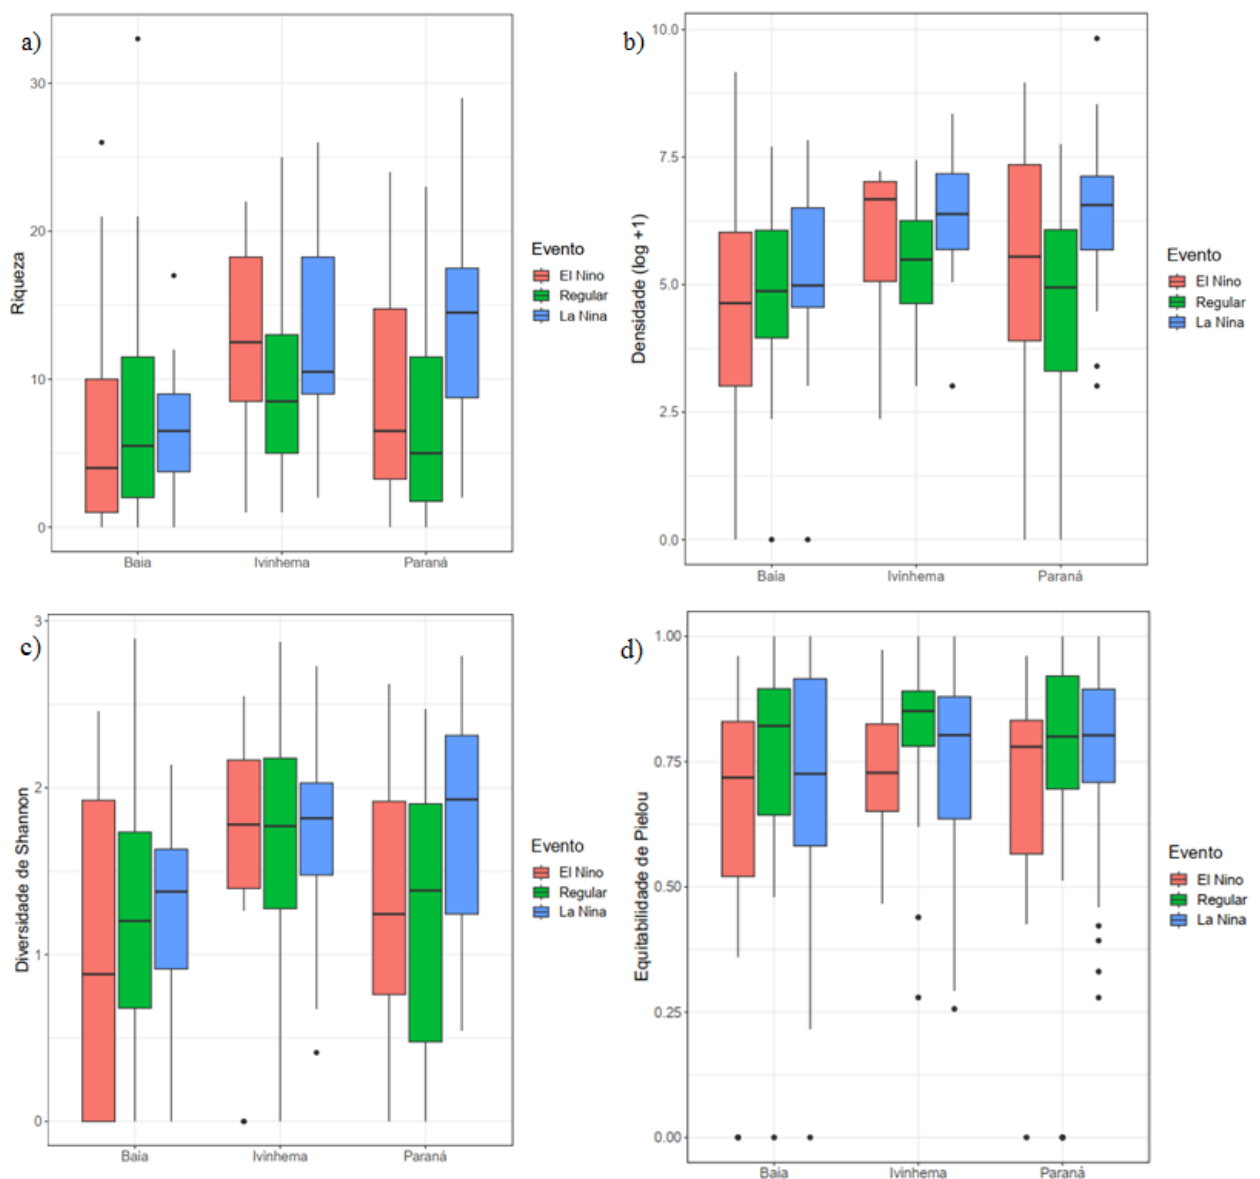 a)
Riqueza
30
20
10
0
Baia
Ivinhema
Paraná
Evento
El Nino
Regular
La Nina
b)
Densidade (log +1)
10.0
7.5
5.0
2.5
0.0
Baia
Ivinhema
Paraná
Evento
El Nino
Regular
La Nina
c)
Diversidade de Shannon
3
2
1
0
Baia
Ivinhema
Paraná
Evento
El Nino
Regular
La Nina
d)
Equitabilidade de Pielou
1.00
0.75
0.50
0.25
0.00
Baia
Ivinhema
Paraná
Evento
El Nino
Regular
La Nina